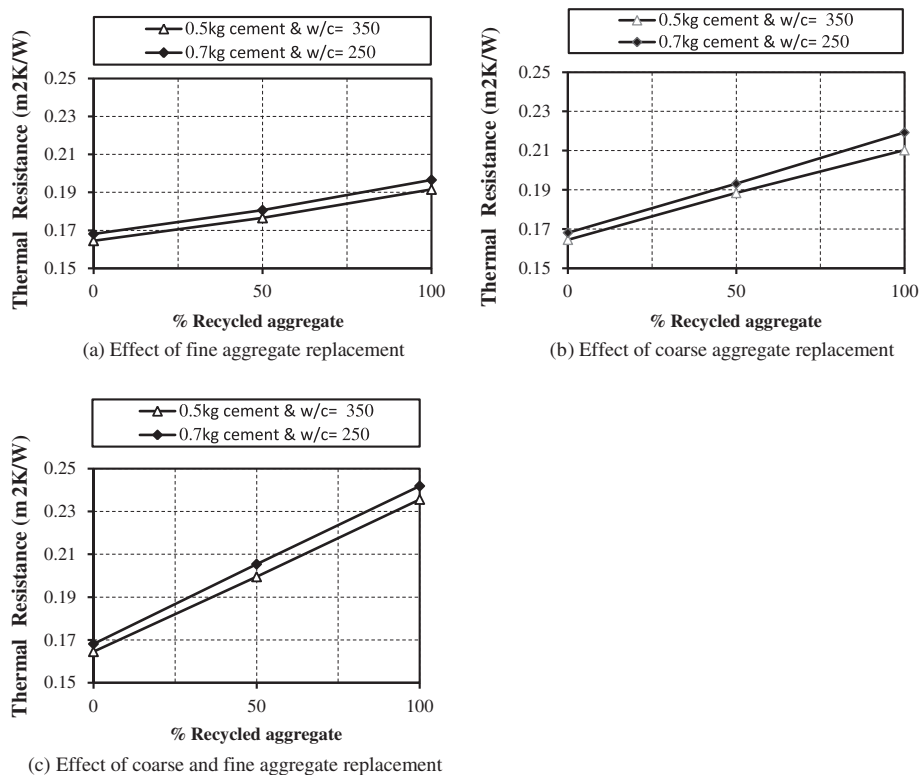 0.5kg cement & w/c= 350
0.7kg cement & w/c= 250
Thermal Resistance (m2K/W)
0.25
0.23
0.21
0.19
0.17
0.15
0
50
100
% Recycled aggregate
(a) Effect of fine aggregate replacement
0.5kg cement & w/c= 350
0.7kg cement & w/c= 250
Thermal Resistance (m2K/W)
0.25
0.23
0.21
0.19
0.17
0.15
0
50
100
% Recycled aggregate
(b) Effect of coarse aggregate replacement
0.5kg cement & w/c= 350
0.7kg cement & w/c= 250
Thermal Resistance (m2K/W)
0.25
0.23
0.21
0.19
0.17
0.15
0
50
100
% Recycled aggregate
(c) Effect of coarse and fine aggregate replacement